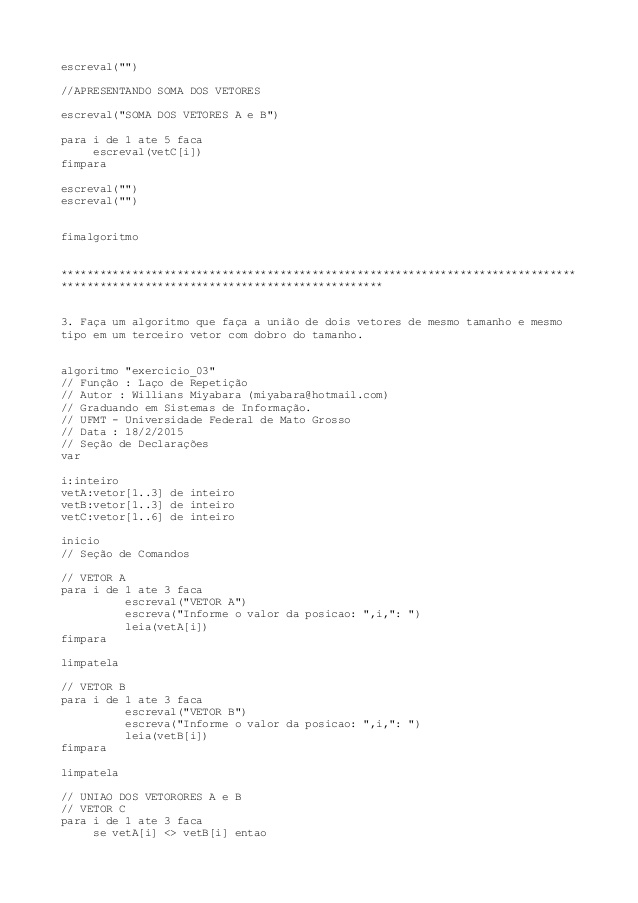 escreval("")
//APRESENTANDO SOMA DOS VETORES
escreval("SOMA DOS VETORES A e B")
para i de 1 ate 5 faca
escreval(vetC[i])
fimpara
escreval("")
escreval("")
fimalgoritmo
********************************************************************************
**************************************************
3. Faça um algoritmo que faça a união de dois vetores de mesmo tamanho e mesmo
tipo em um terceiro vetor com dobro do tamanho.
algoritmo "exercicio_03"
// Função : Laço de Repetição
// Autor : Willians Miyabara (miyabara@hotmail.com)
// Graduando em Sistemas de Informação.
// UFMT - Universidade Federal de Mato Grosso
// Data : 18/2/2015
// Seção de Declarações
var
i:inteiro
vetA:vetor[1..3] de inteiro
vetB:vetor[1..3] de inteiro
vetC:vetor[1..6] de inteiro
inicio
// Seção de Comandos
// VETOR A
para i de 1 ate 3 faca
escreval("VETOR A")
escreva("Informe o valor da posicao: ",i,": ")
leia(vetA[i])
fimpara
limpatela
// VETOR B
para i de 1 ate 3 faca
escreval("VETOR B")
escreva("Informe o valor da posicao: ",i,": ")
leia(vetB[i])
fimpara
limpatela
// UNIAO DOS VETORORES A e B
// VETOR C
para i de 1 ate 3 faca
se vetA[i] <> vetB[i] entao